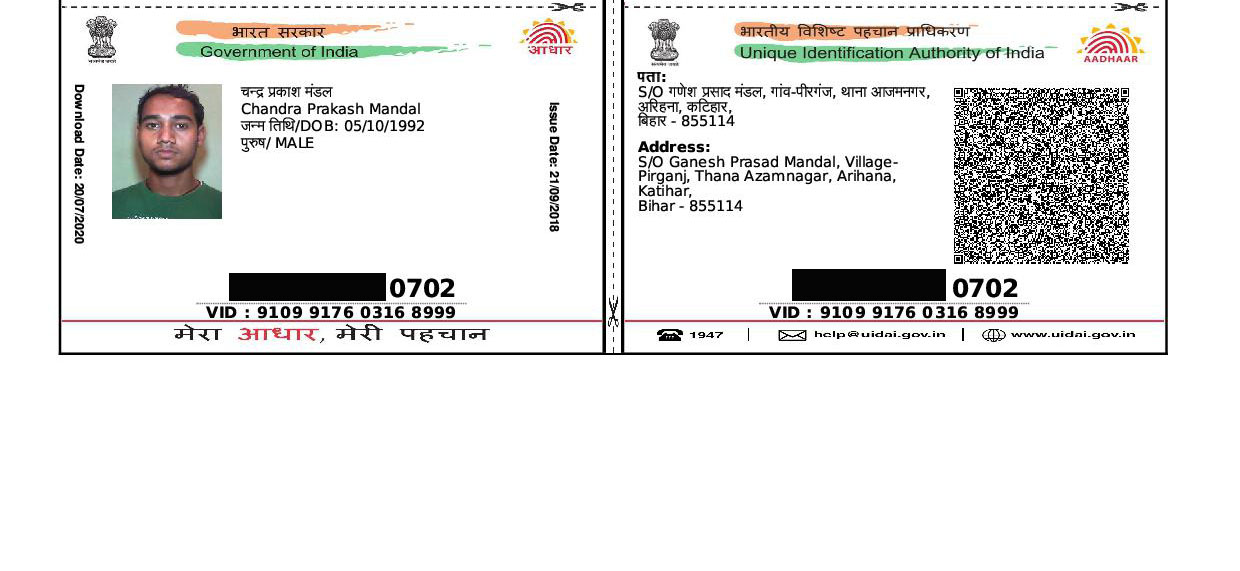 भारत सरकार
Government of India
आधार
Download Date: 20/07/2020
चन्द्र प्रकाश मंडल
Chandra Prakash Mandal
जन्म तिथि/DOB: 05/10/1992
पुरुष/ MALE
Issue Date: 21/09/2018
0702
VID : 9109 9176 0316 8999
मेरा आधार, मेरी पहचान
भारतीय विशिष्ट पहचान प्राधिकरण
Unique Identification Authority of India
AADHAAR
पता:
S/O गणेश प्रसाद मंडल, गांव-पीरगंज, थाना आजमनगर,
अरिहना, कटिहार,
बिहार - 855114
Address:
S/O Ganesh Prasad Mandal, Village-
Pirganj, Thana Azamnagar, Arihana,
Katihar,
Bihar - 855114
0702
VID : 9109 9176 0316 8999
1947 | help@uidai.gov.in | www.uidai.gov.in